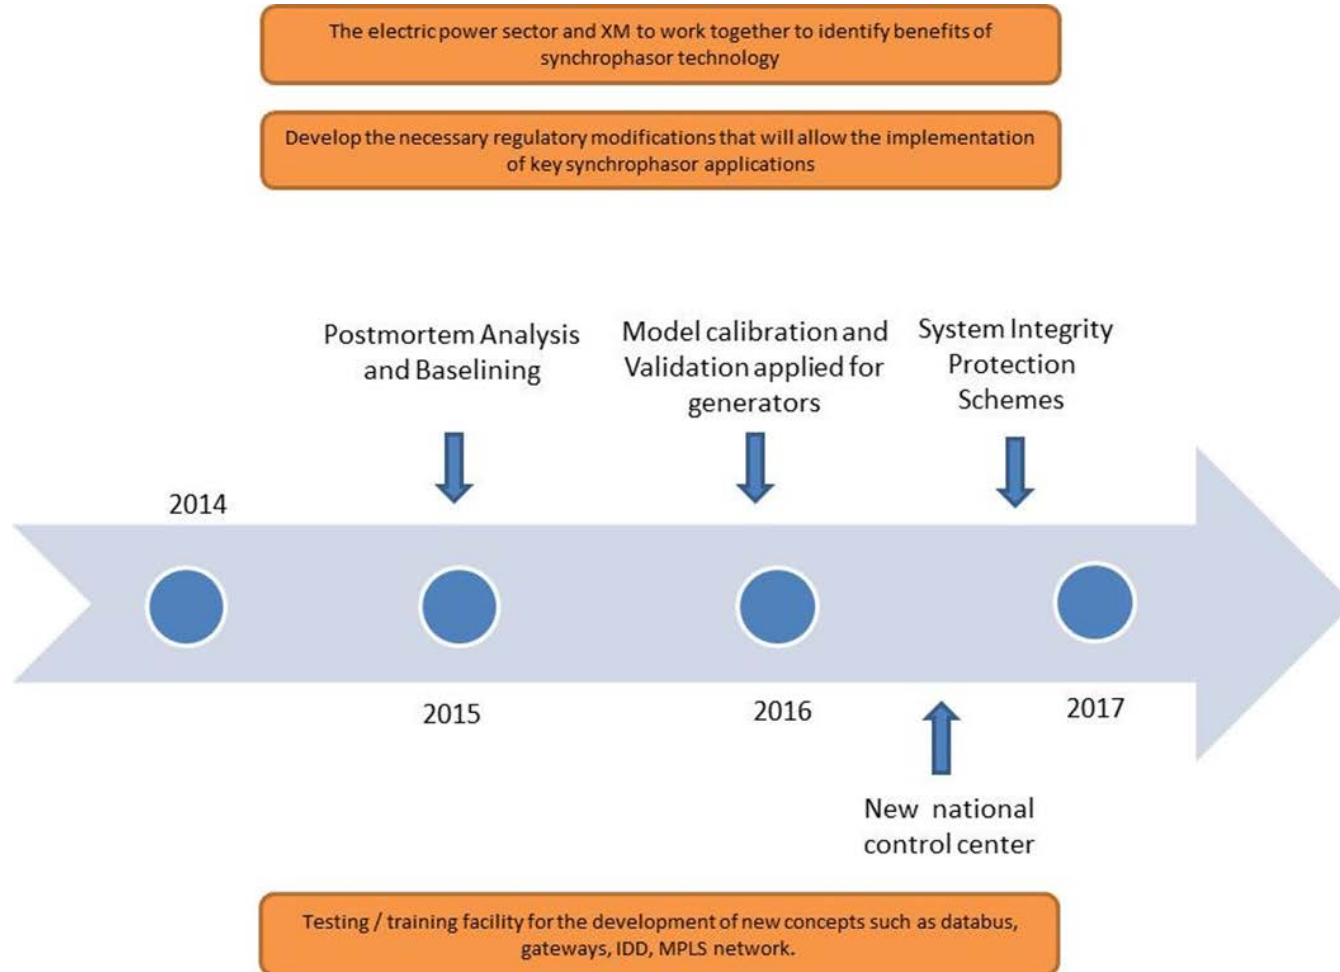 The electric power sector and XM to work together to identify benefits of
synchrophasor technology
Develop the necessary regulatory modifications that will allow the implementation
of key synchrophasor applications
Postmortem Analysis
and Baselining
Model calibration and
Validation applied for
generators
System Integrity
Protection
Schemes
2014
2015
2016
2017
New national
control center
Testing / training facility for the development of new concepts such as databus,
gateways, IDD, MPLS network.